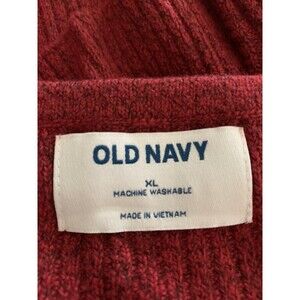 OLD NAVY
XL
MACHINE WASHABLE
MADE IN VIETNAM